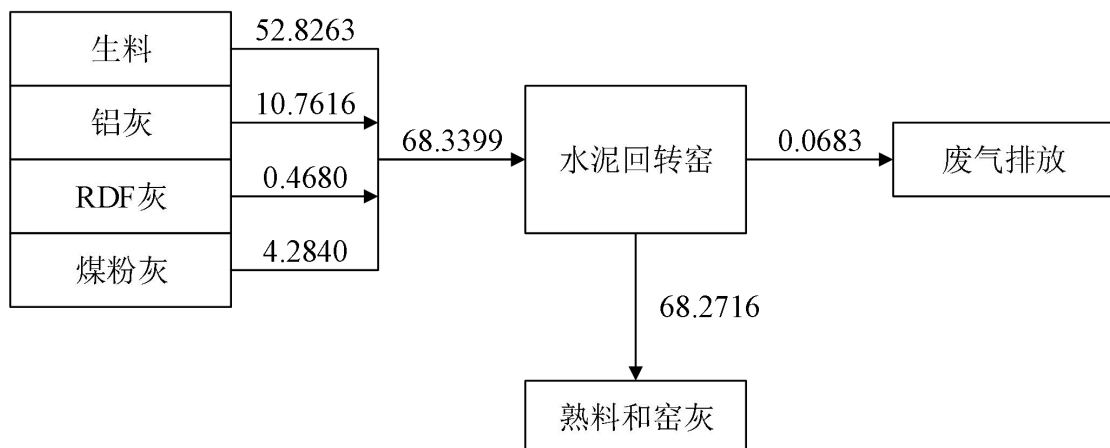 生料
52.8263
铝灰
10.7616
RDF灰
0.4680
煤粉灰
4.2840
68.3399
水泥回转窑
0.0683
废气排放
68.2716
熟料和窑灰